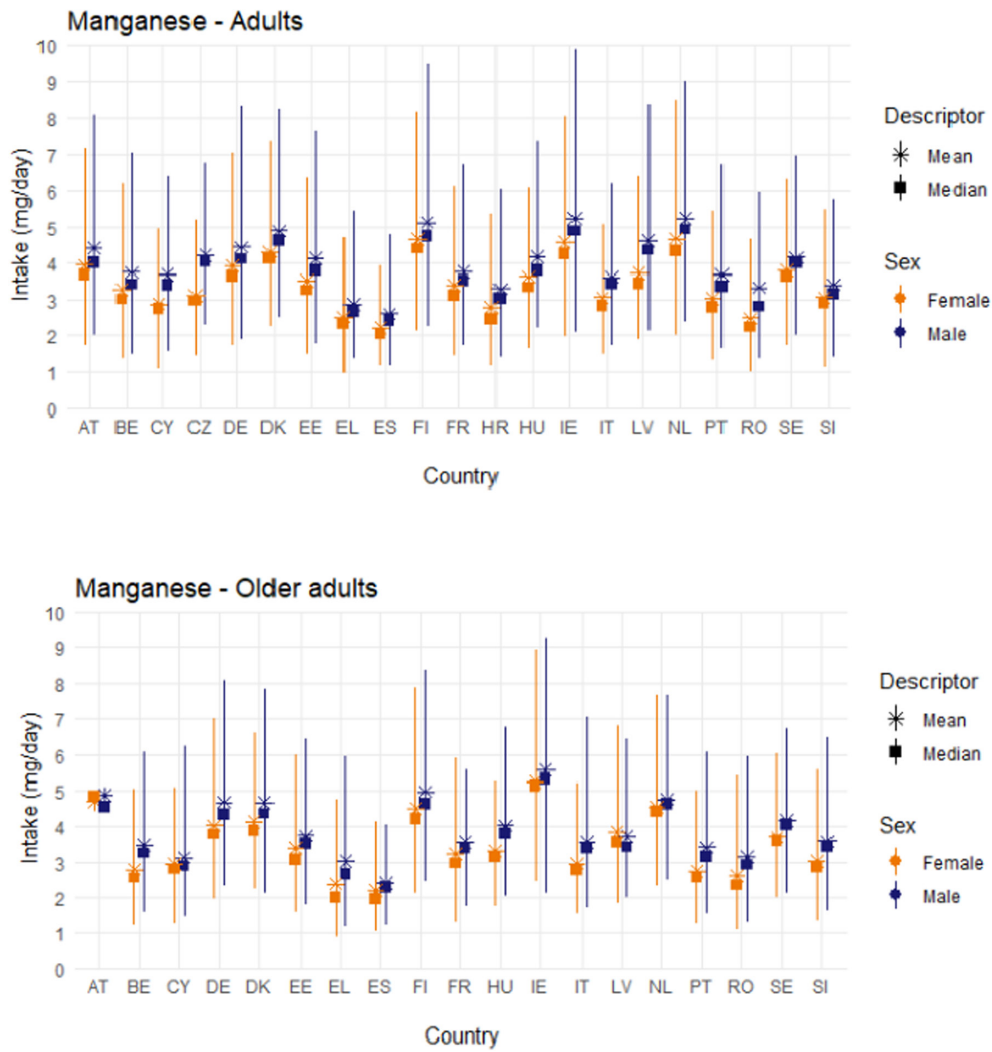 Manganese - Adults
10
9
8
7
6
5
4
3
2
1
0
Intake (mg/day)
AT BE CY CZ DE DK EE EL ES FI FR HR HU IE IT LV NL PT RO SE SI
Country
Descriptor
Mean
Median
Sex
Female
Male
Manganese - Older adults
10
9
8
7
6
5
4
3
2
1
0
Intake (mg/day)
AT BE CY DE DK EE EL ES FI FR HU IE IT LV NL PT RO SE SI
Country
Descriptor
Mean
Median
Sex
Female
Male